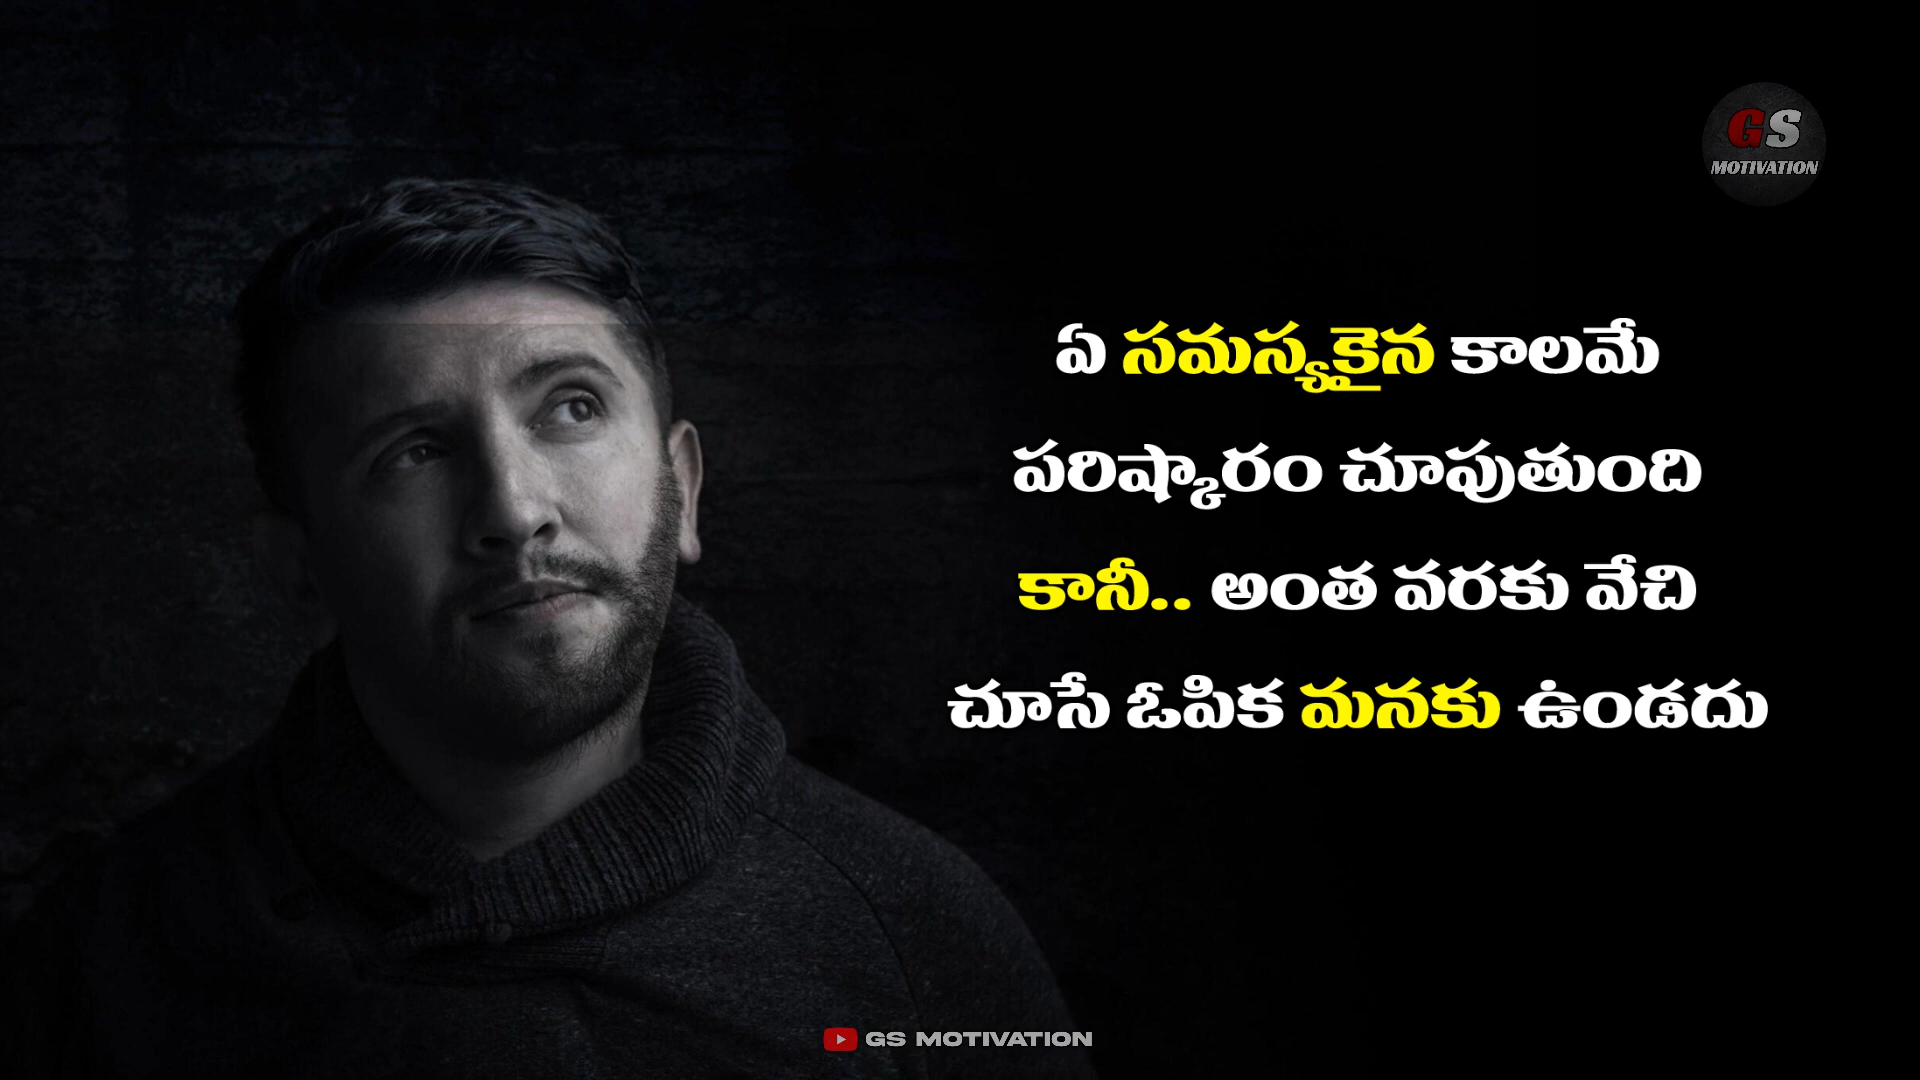 GS
MOTIVATION
ఏ సమస్యకైన కాలమే
పరిష్కారం చూపుతుంది
కానీ.. అంత వరకు వేచి
చూసే ఓపిక మనకు ఉండదు
GS MOTIVATION